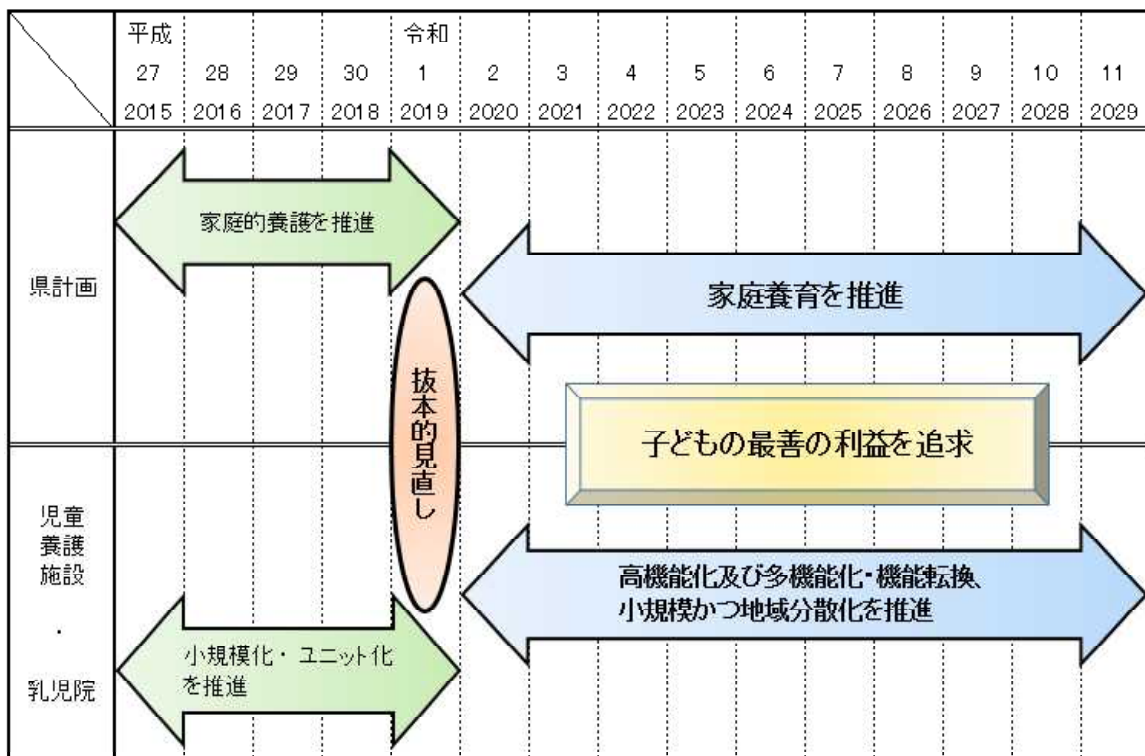 平成 令和
27 28 29 30 1 2 3 4 5 6 7 8 9 10 11
2015 2016 2017 2018 2019 2020 2021 2022 2023 2024 2025 2026 2027 2028 2029
県計画
家庭的養護を推進
家庭養育を推進
抜本的見直し
子どもの最善の利益を追求
児童
養護
施設
・
乳児院
小規模化・ユニット化
を推進
高機能化及び多機能化・機能転換、
小規模かつ地域分散化を推進